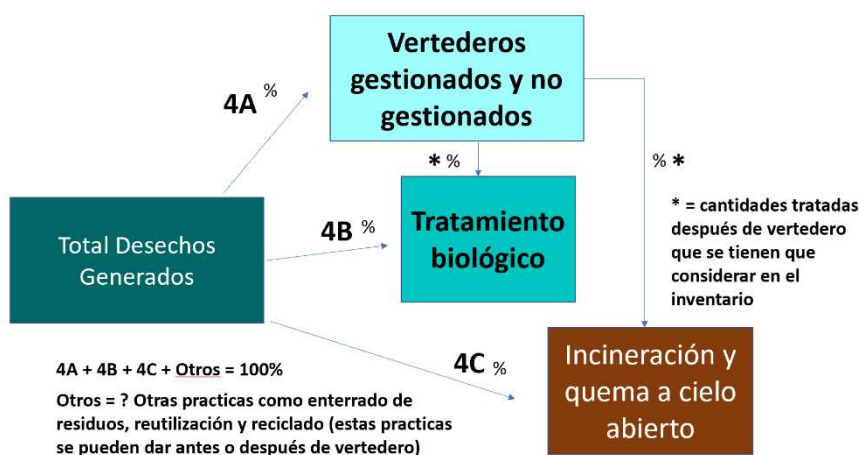 Vertederos
gestionados y no
gestionados
4A %
* %
% *
Total Desechos
Generados
4B %
Tratamiento
biológico
* = cantidades tratadas
después de vertedero
que se tienen que
considerar en el
inventario
4C %
Incineración y
quema a cielo
abierto
4A + 4B + 4C + Otros = 100%
Otros = ? Otras practicas como enterrado de
residuos, reutilización y reciclado (estas practicas
se pueden dar antes o después de vertedero)